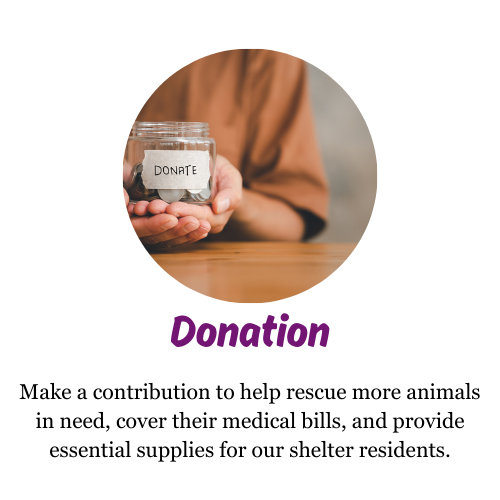 DONATE
Donation
Make a contribution to help rescue more animals
in need, cover their medical bills, and provide
essential supplies for our shelter residents.